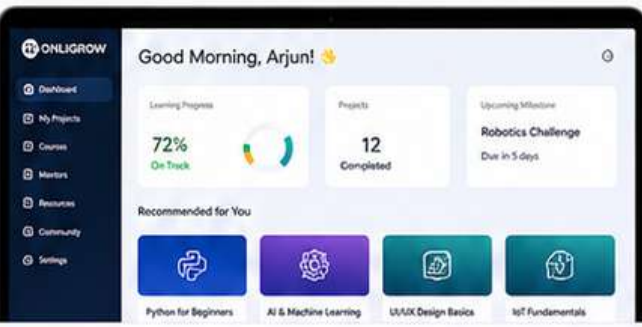 ONLIGROW
Dashboard
My Projects
Courses
Mentors
Resources
Community
Settings
Good Morning, Arjun! 👋
Learning Progress
72%
On Track
Projects
12
Completed
Upcoming Milestone
Robotics Challenge
Due in 5 days
Recommended for You
Python for Beginners
AI & Machine Learning
UI/UX Design Basics
IoT Fundamentals